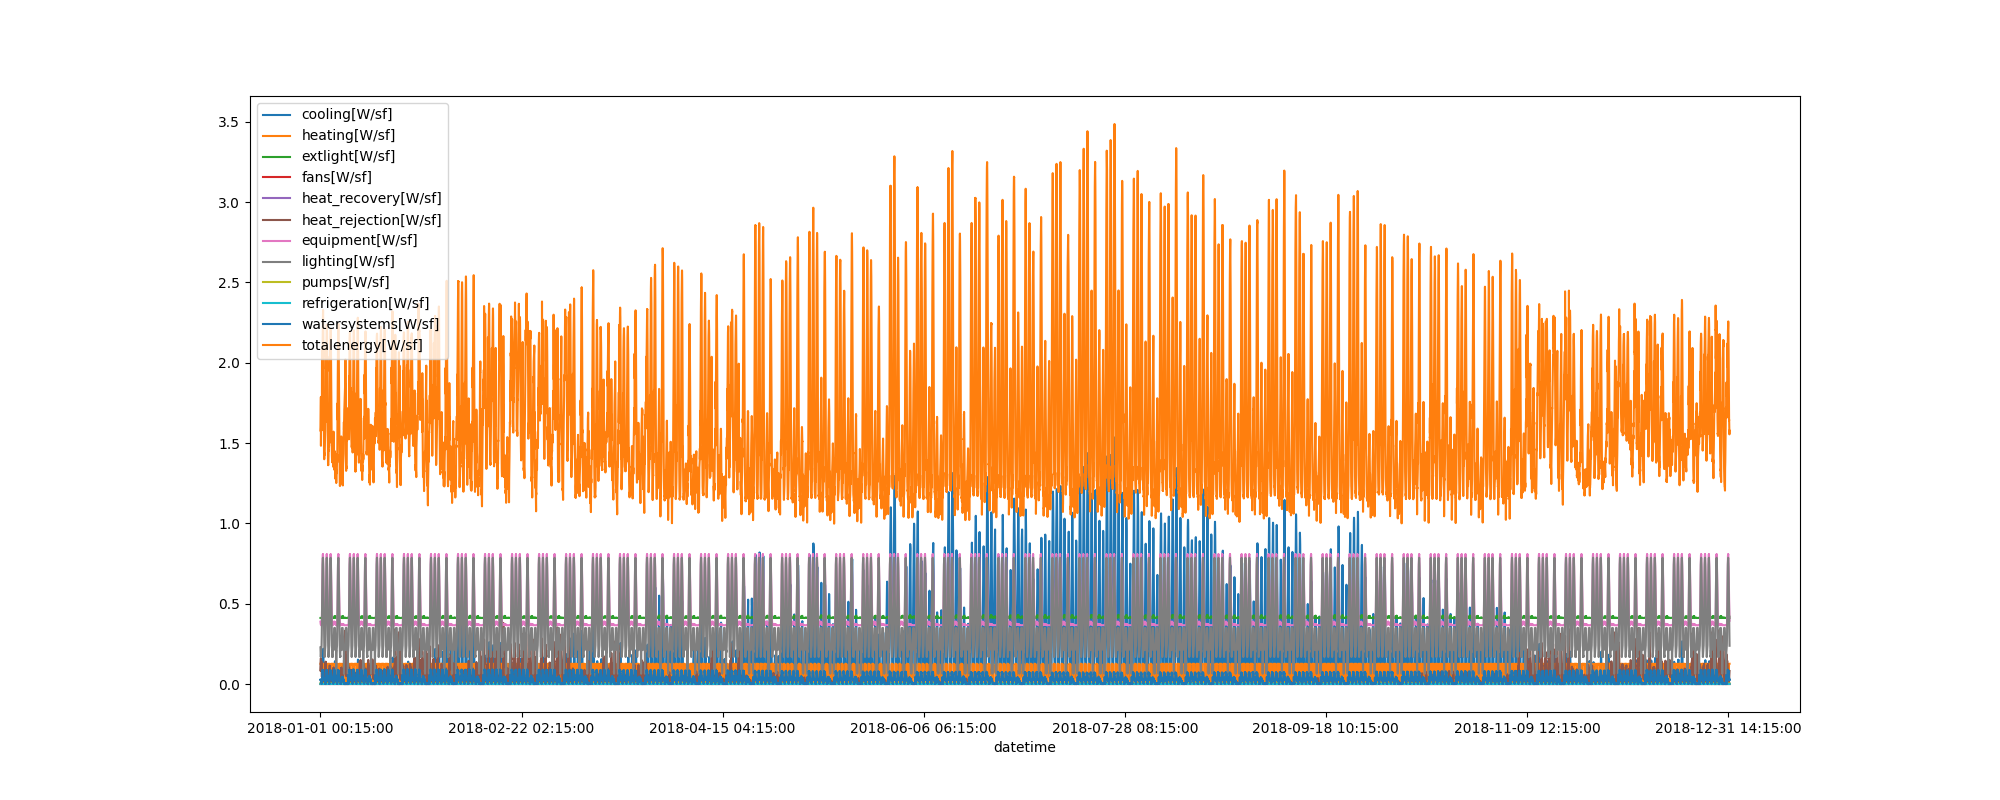 3.5
3.0
2.5
2.0
1.5
1.0
0.5
0.0
cooling[W/sf]
heating[W/sf]
extlight[W/sf]
fans[W/sf]
heat_recovery[W/sf]
heat_rejection[W/sf]
equipment[W/sf]
lighting[W/sf]
pumps[W/sf]
refrigeration[W/sf]
watersystems[W/sf]
totalenergy[W/sf]
2018-01-01 00:15:00 2018-02-22 02:15:00 2018-04-15 04:15:00 2018-06-06 06:15:00 2018-07-28 08:15:00 2018-09-18 10:15:00 2018-11-09 12:15:00 2018-12-31 14:15:00
datetime